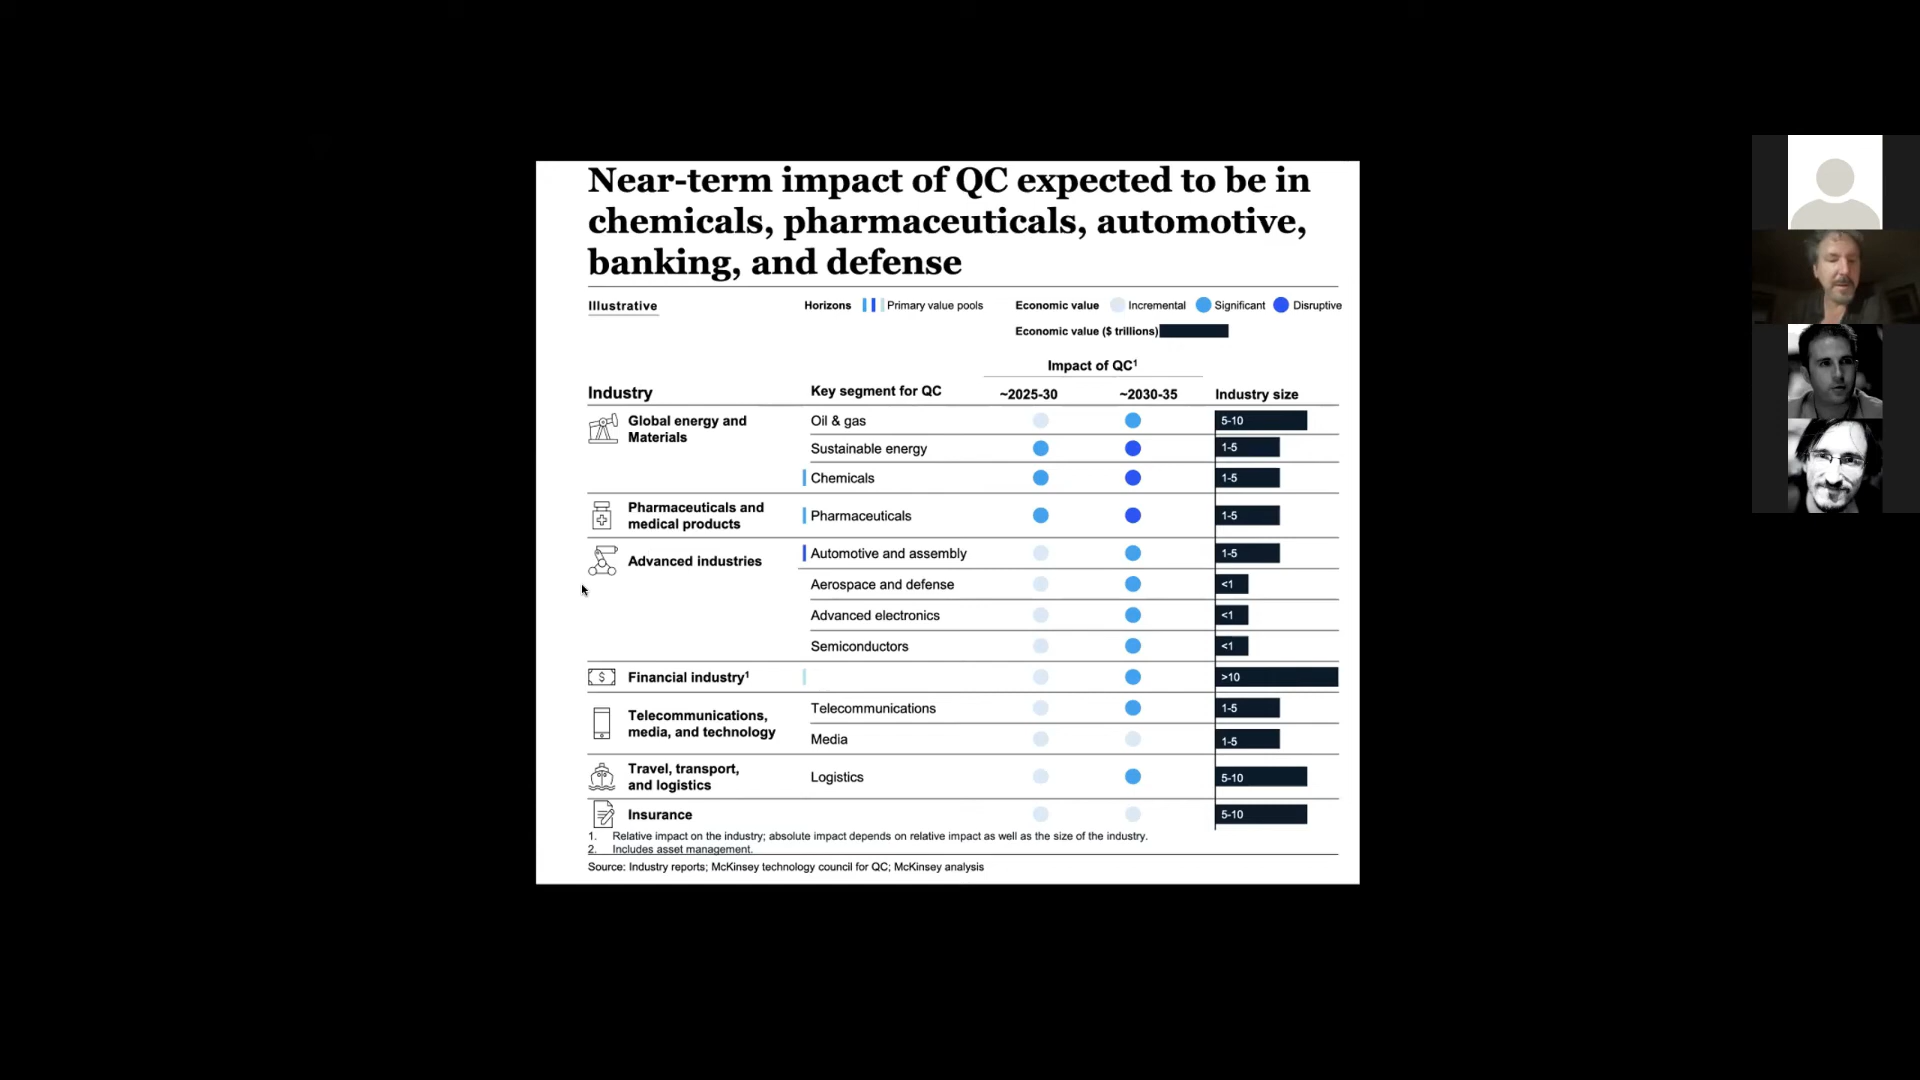 Near-term impact of QC expected to be in
chemicals, pharmaceuticals, automotive,
banking, and defense
Illustrative
Horizons Primary value pools
Economic value Incremental Significant Disruptive
Economic value ($ trillions)
Impact of QC¹
Industry Key segment for QC ~2025-30 ~2030-35 Industry size
Global energy and
Materials
Oil & gas 5-10
Sustainable energy 1-5
Chemicals 1-5
Pharmaceuticals and
medical products
Pharmaceuticals 1-5
Advanced industries
Automotive and assembly 1-5
Aerospace and defense <1
Advanced electronics <1
Semiconductors <1
$ Financial industry¹ >10
Telecommunications,
media, and technology
Telecommunications 1-5
Media 1-5
Travel, transport,
and logistics
Logistics 5-10
Insurance 5-10
1. Relative impact on the industry; absolute impact depends on relative impact as well as the size of the industry.
2. Includes asset management.
Source: Industry reports; McKinsey technology council for QC; McKinsey analysis